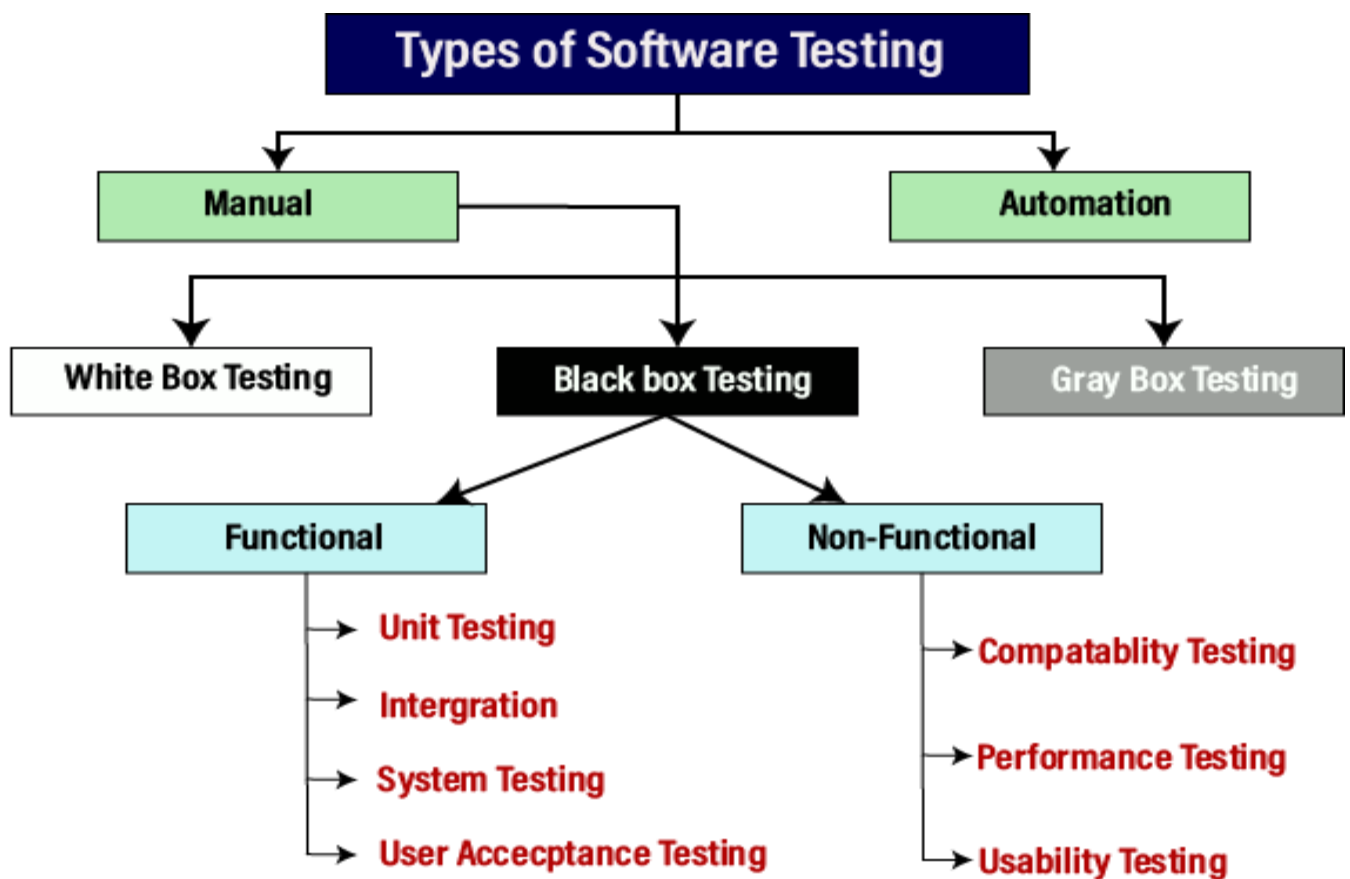 Types of Software Testing
Manual
Automation
White Box Testing
Black box Testing
Gray Box Testing
Functional
Non-Functional
Unit Testing
Intergration
System Testing
User Accecptance Testing
Compatablity Testing
Performance Testing
Usability Testing